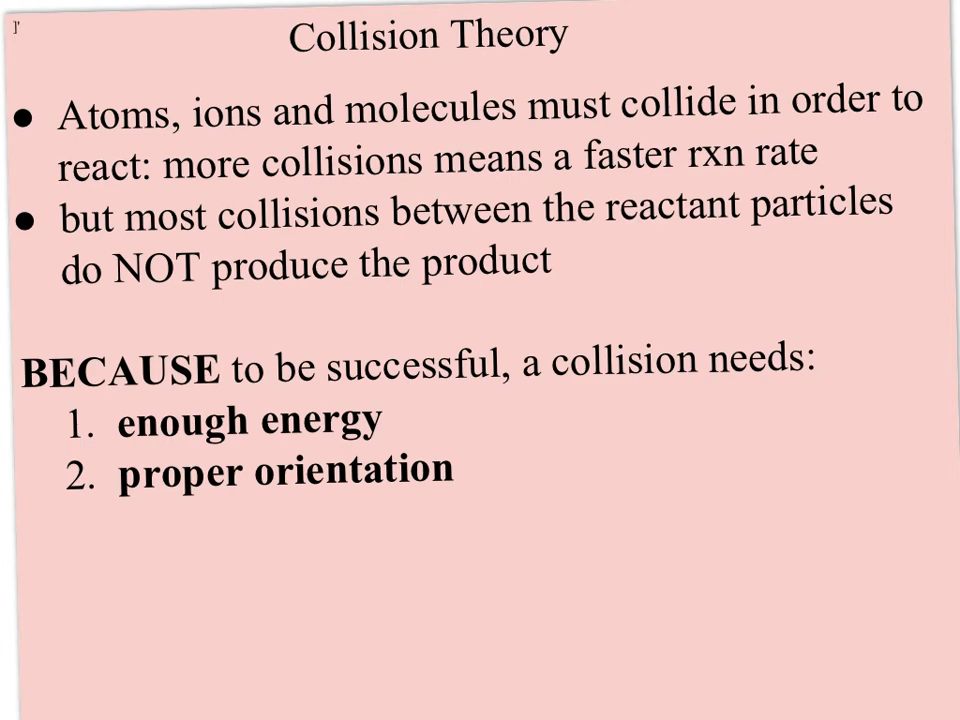 Collision Theory
● Atoms, ions and molecules must collide in order to
react: more collisions means a faster rxn rate
● but most collisions between the reactant particles
do NOT produce the product
BECAUSE to be successful, a collision needs:
1. enough energy
2. proper orientation